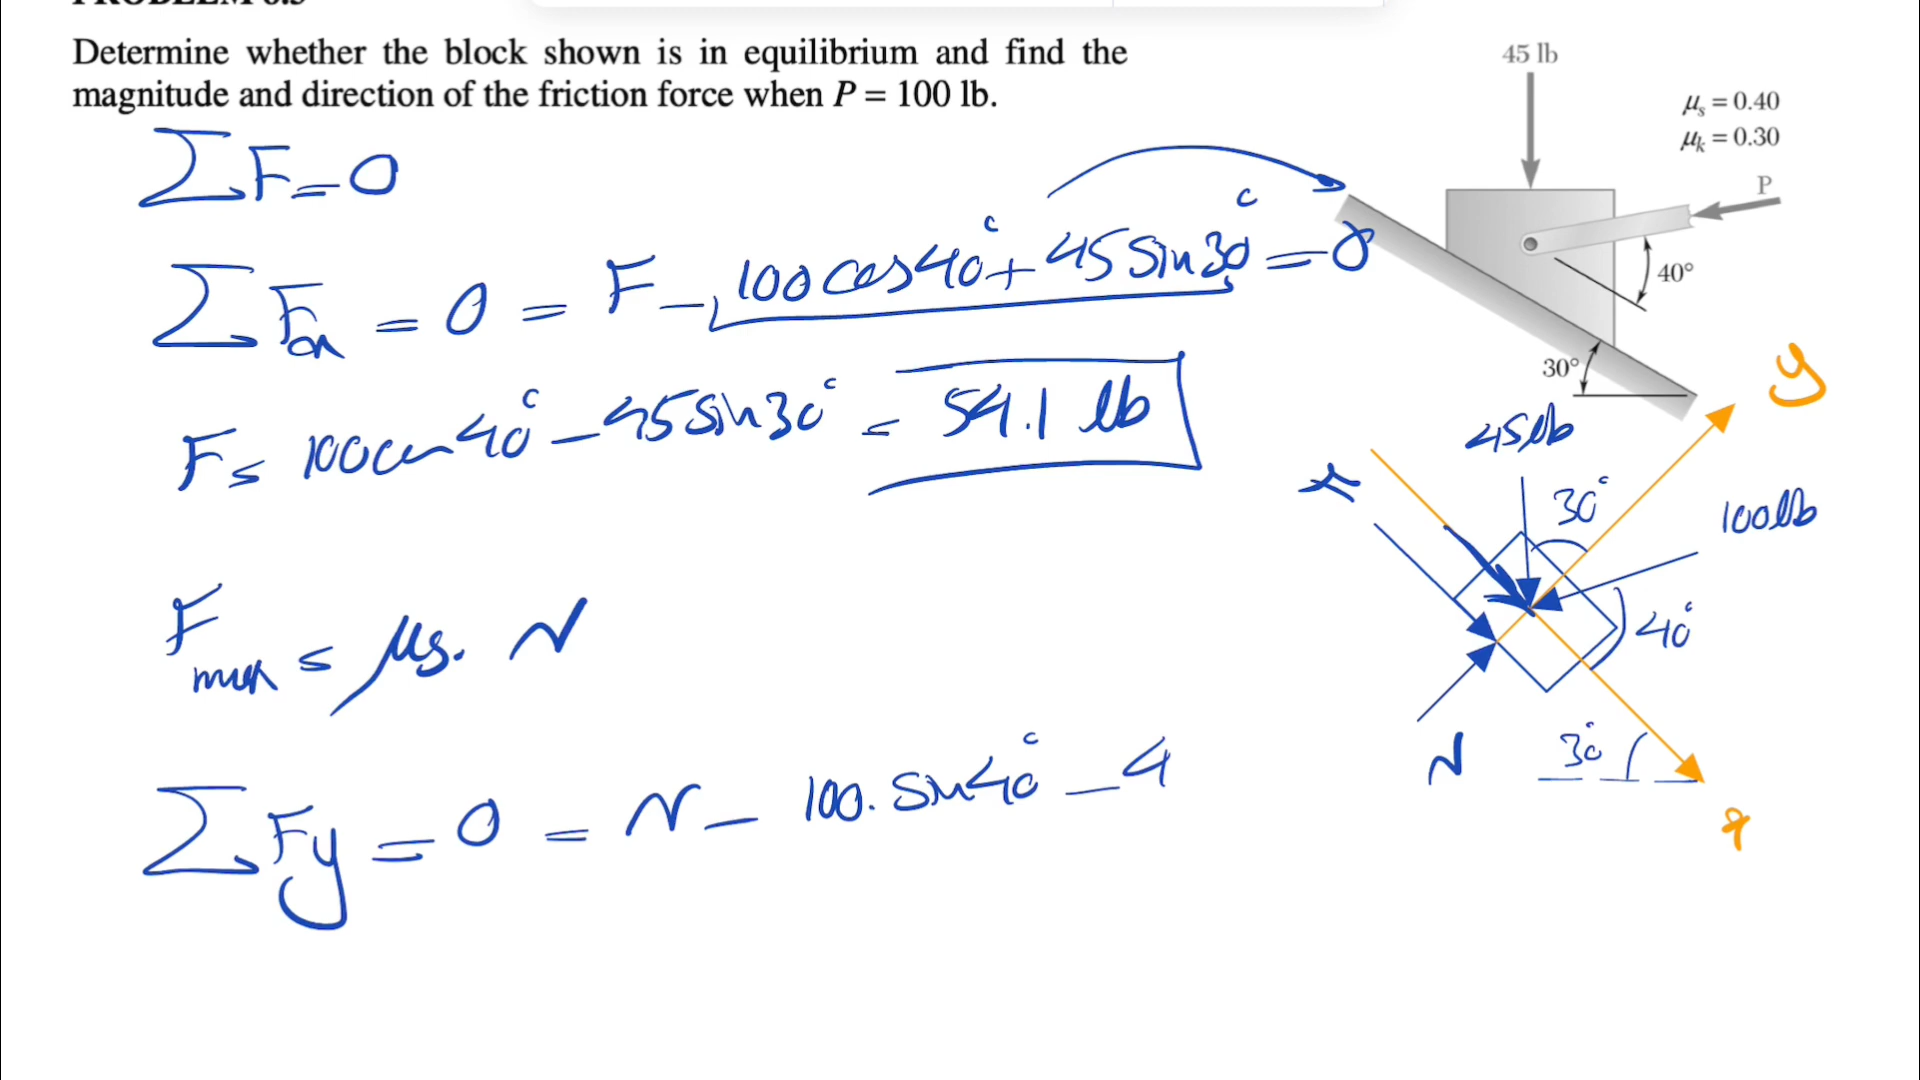 Determine whether the block shown is in equilibrium and find the
magnitude and direction of the friction force when P = 100 lb.
45 lb
μs = 0.40
μk = 0.30
P
40°
30°
ΣF=0
ΣFx = 0 = F - 100cos40° + 45sin30° = 0
F = 100cos40° - 45sin30° = 54.1 lb
Fmax = μs. N
ΣFy = 0 = N - 100. sin40° - 4
y
45lb
30°
100lb
F
40°
N
30°
x